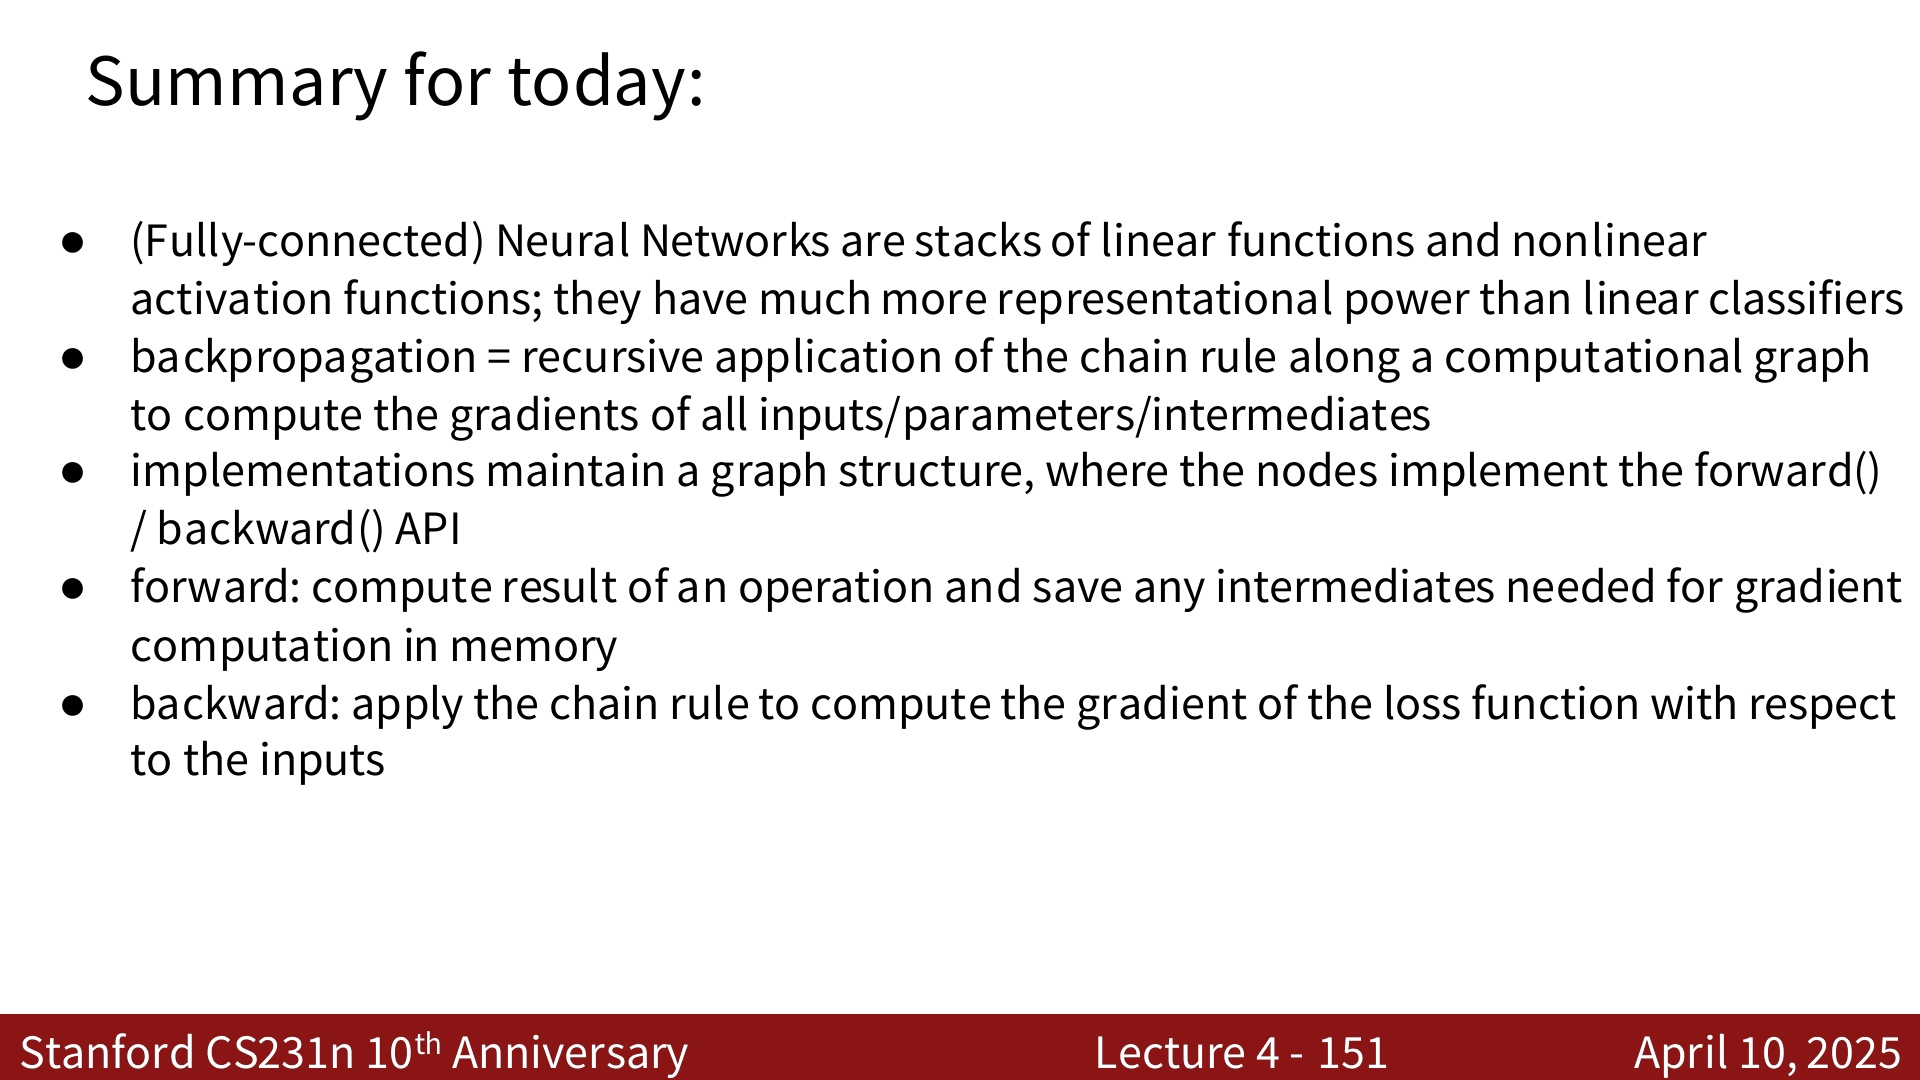 Summary for today:
● (Fully-connected) Neural Networks are stacks of linear functions and nonlinear
activation functions; they have much more representational power than linear classifiers
● backpropagation = recursive application of the chain rule along a computational graph
to compute the gradients of all inputs/parameters/intermediates
● implementations maintain a graph structure, where the nodes implement the forward()
/ backward() API
● forward: compute result of an operation and save any intermediates needed for gradient
computation in memory
● backward: apply the chain rule to compute the gradient of the loss function with respect
to the inputs
Stanford CS231n 10th Anniversary Lecture 4 - 151 April 10, 2025